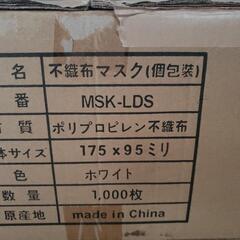 名 不織布マスク(個包装)
番 MSK-LDS
質 ポリプロピレン不織布
体サイズ 175×95ミリ
色 ホワイト
数量 1,000枚
原産地 made in China